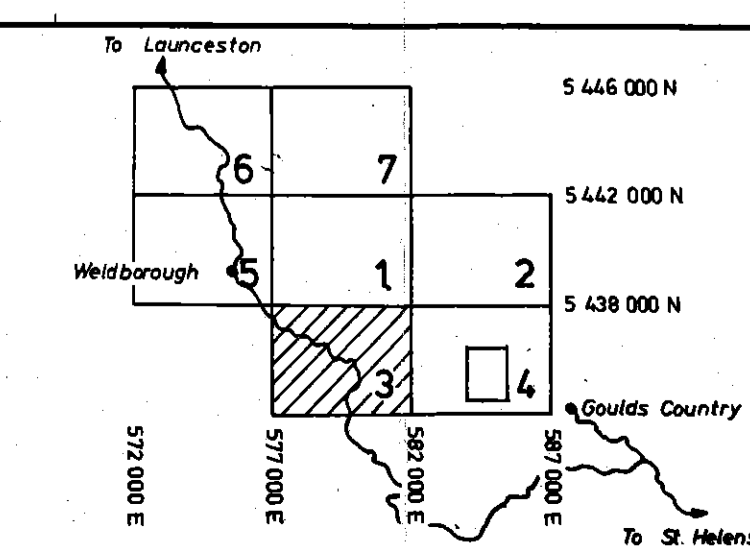 To Launceston
5 446 000 N
6
7
5 442 000 N
Weldborough
5
1
2
5 438 000 N
3
4
Goulds Country
572 000 E
577 000 E
582 000 E
587 000 E
To St. Helens